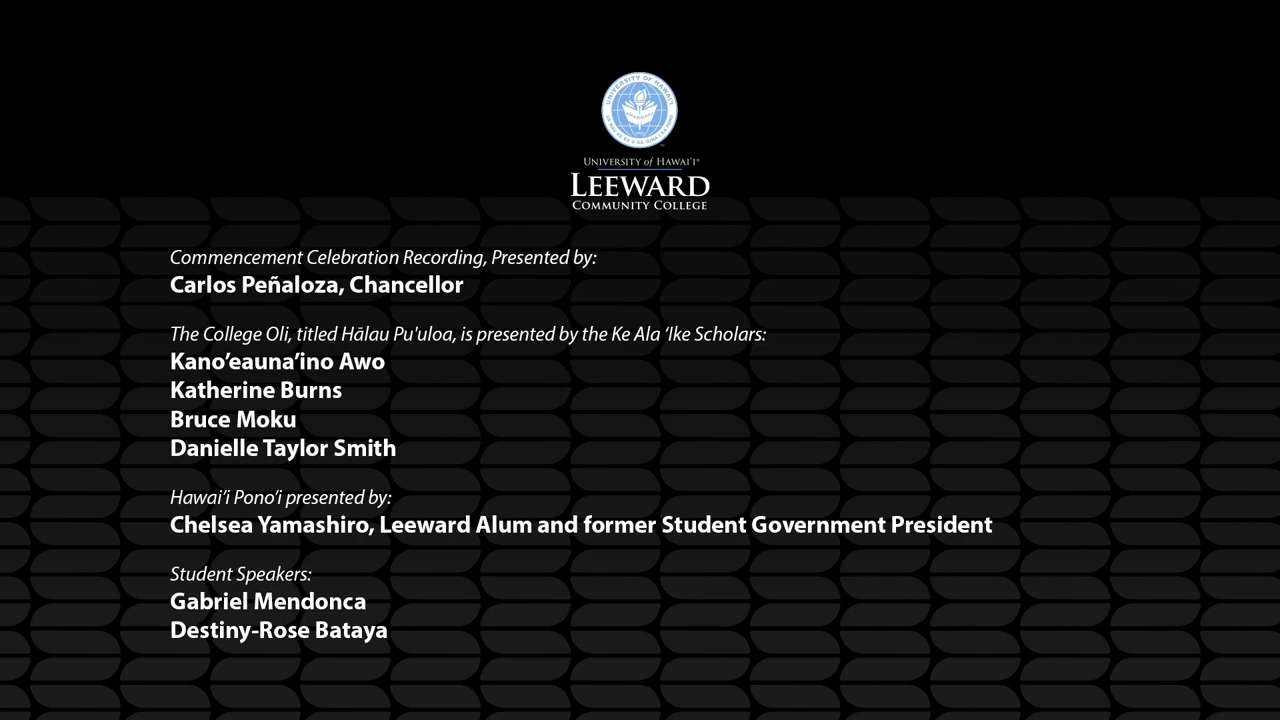 UNIVERSITY OF HAWAI'I
UNIVERSITY of HAWAI'I®
LEEWARD
COMMUNITY COLLEGE
Commencement Celebration Recording, Presented by:
Carlos Peñaloza, Chancellor
The College Oli, titled Hālau Pu'uloa, is presented by the Ke Ala ‘Ike Scholars:
Kano’eauna’ino Awo
Katherine Burns
Bruce Moku
Danielle Taylor Smith
Hawai’i Pono’i presented by:
Chelsea Yamashiro, Leeward Alum and former Student Government President
Student Speakers:
Gabriel Mendonca
Destiny-Rose Bataya